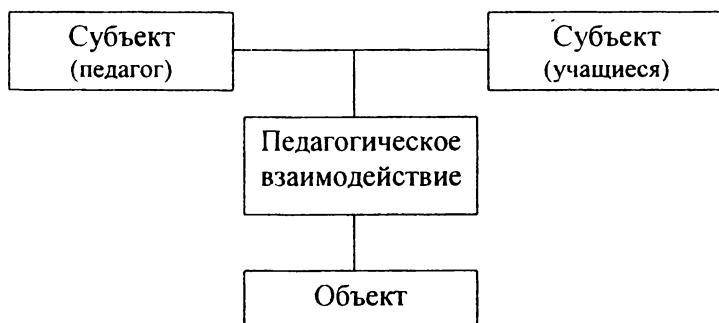 Субъект
(педагог)
Субъект
(учащиеся)
Педагогическое
взаимодействие
Объект